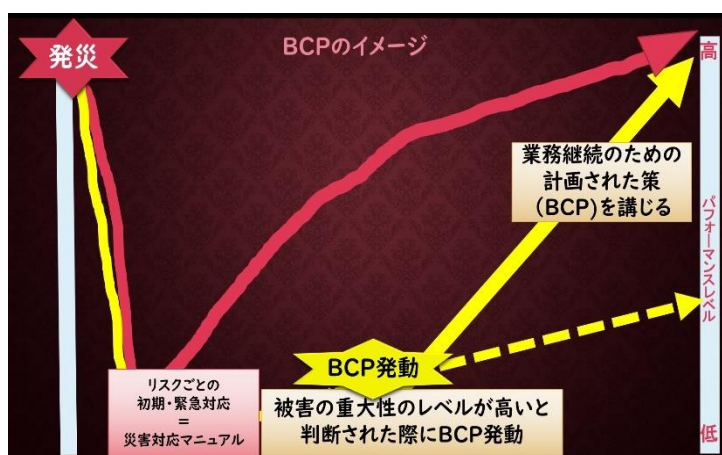 発災
BCPのイメージ
高
業務継続のための
計画された策
(BCP)を講じる
パフォーマンスレベル
BCP発動
リスクごとの
初期・緊急対応
=
災害対応マニュアル
被害の重大性のレベルが高いと
判断された際にBCP発動
低